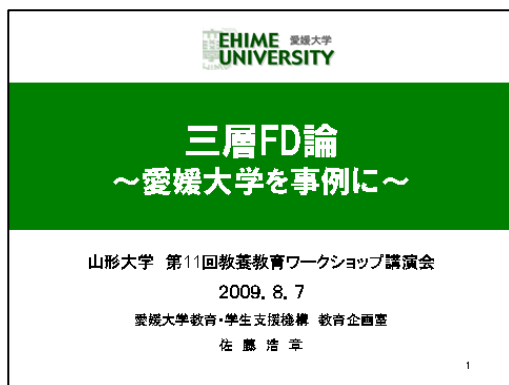 EHIME 愛媛大学
UNIVERSITY
三層FD論
～愛媛大学を事例に～
山形大学 第11回教養教育ワークショップ講演会
2009. 8. 7
愛媛大学教育・学生支援機構 教育企画室
佐 藤 浩 章
1